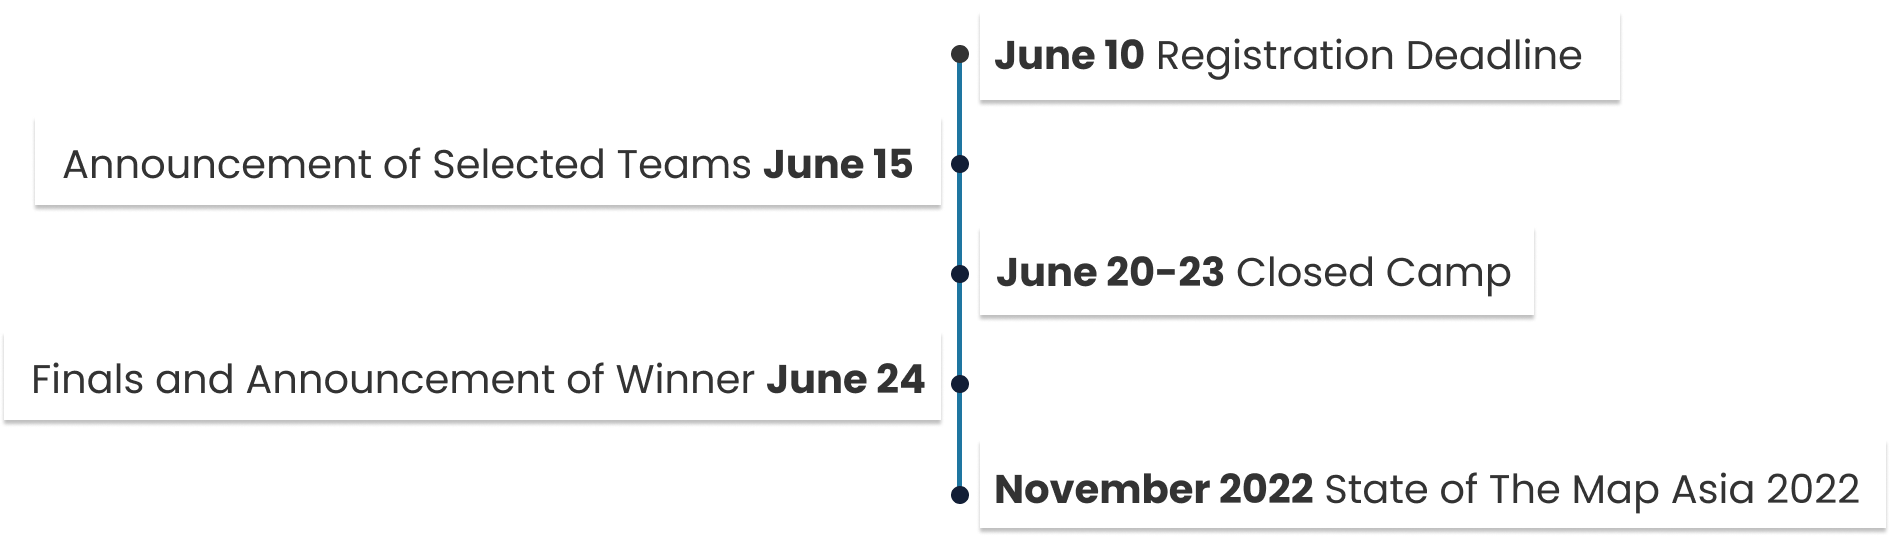 June 10 Registration Deadline
Announcement of Selected Teams June 15
June 20-23 Closed Camp
Finals and Announcement of Winner June 24
November 2022 State of The Map Asia 2022